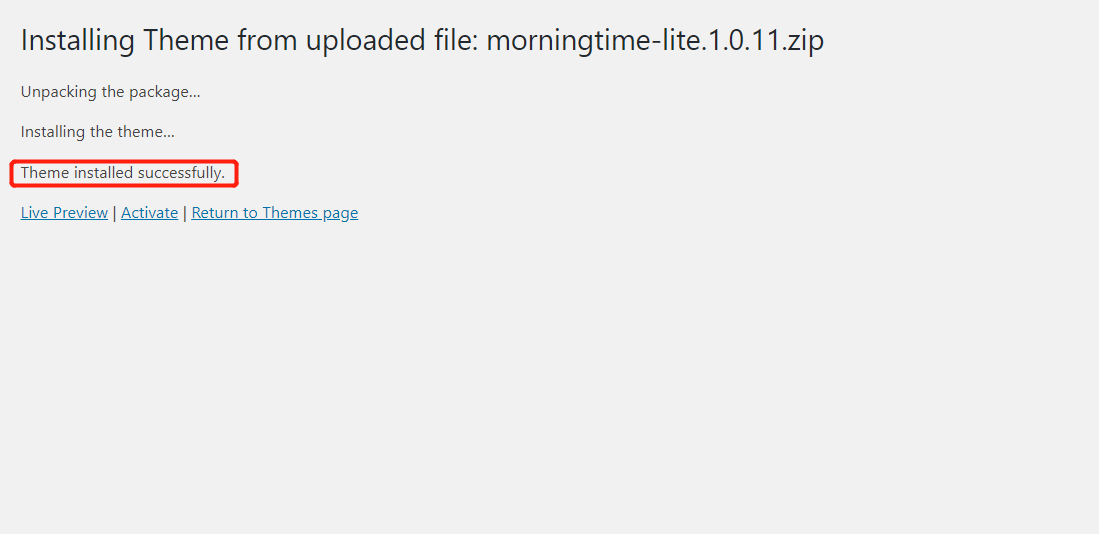 Installing Theme from uploaded file: morningtime-lite.1.0.11.zip
Unpacking the package…
Installing the theme…
Theme installed successfully.
Live Preview | Activate | Return to Themes page